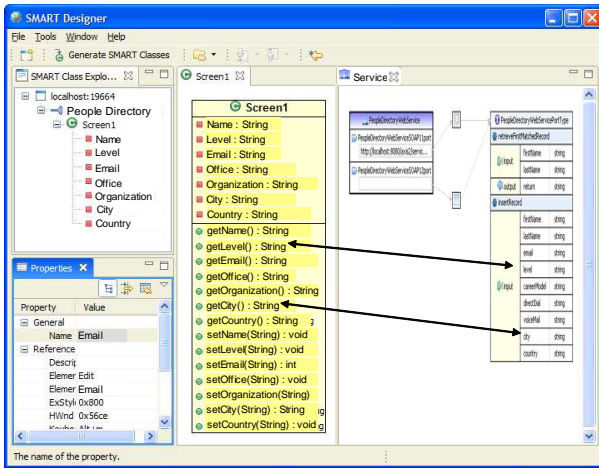 SMART Designer
File Tools Window Help
Generate SMART Classes
SMART Class Explo...
localhost:19664
People Directory
Screen1
Name
Level
Email
Office
Organization
City
Country
Properties
Property Value
General
Name Email
Reference
Descrip
Elemer Edit
Elemer Email
ExStyle 0x800
HWnd 0x56ce
Screen1
Screen1
Name : String
Level : String
Email : String
Office : String
Organization : String
City : String
Country : String
getName() : String
getLevel() : String
getEmail() : String
getOffice() : String
getOrganization() : String
getCity() : String
getCountry() : String
setName(String) : void
setLevel(String) : void
setEmail(String) : int
setOffice(String) : void
setOrganization(String)
setCity(String) : String
setCountry(String) : void
Service
PeopleDirectoryWebService
PeopleDirectoryWebServiceSOAP11port
PeopleDirectoryWebServiceSOAP12port
PeopleDirectoryWebServicePortType
retrieveFirstMatchedRecord
input
firstName string
lastName string
output return string
insertRecord
input
firstName string
lastName string
email string
level string
careerModel string
directDial string
voiceMail string
city string
country string
The name of the property.